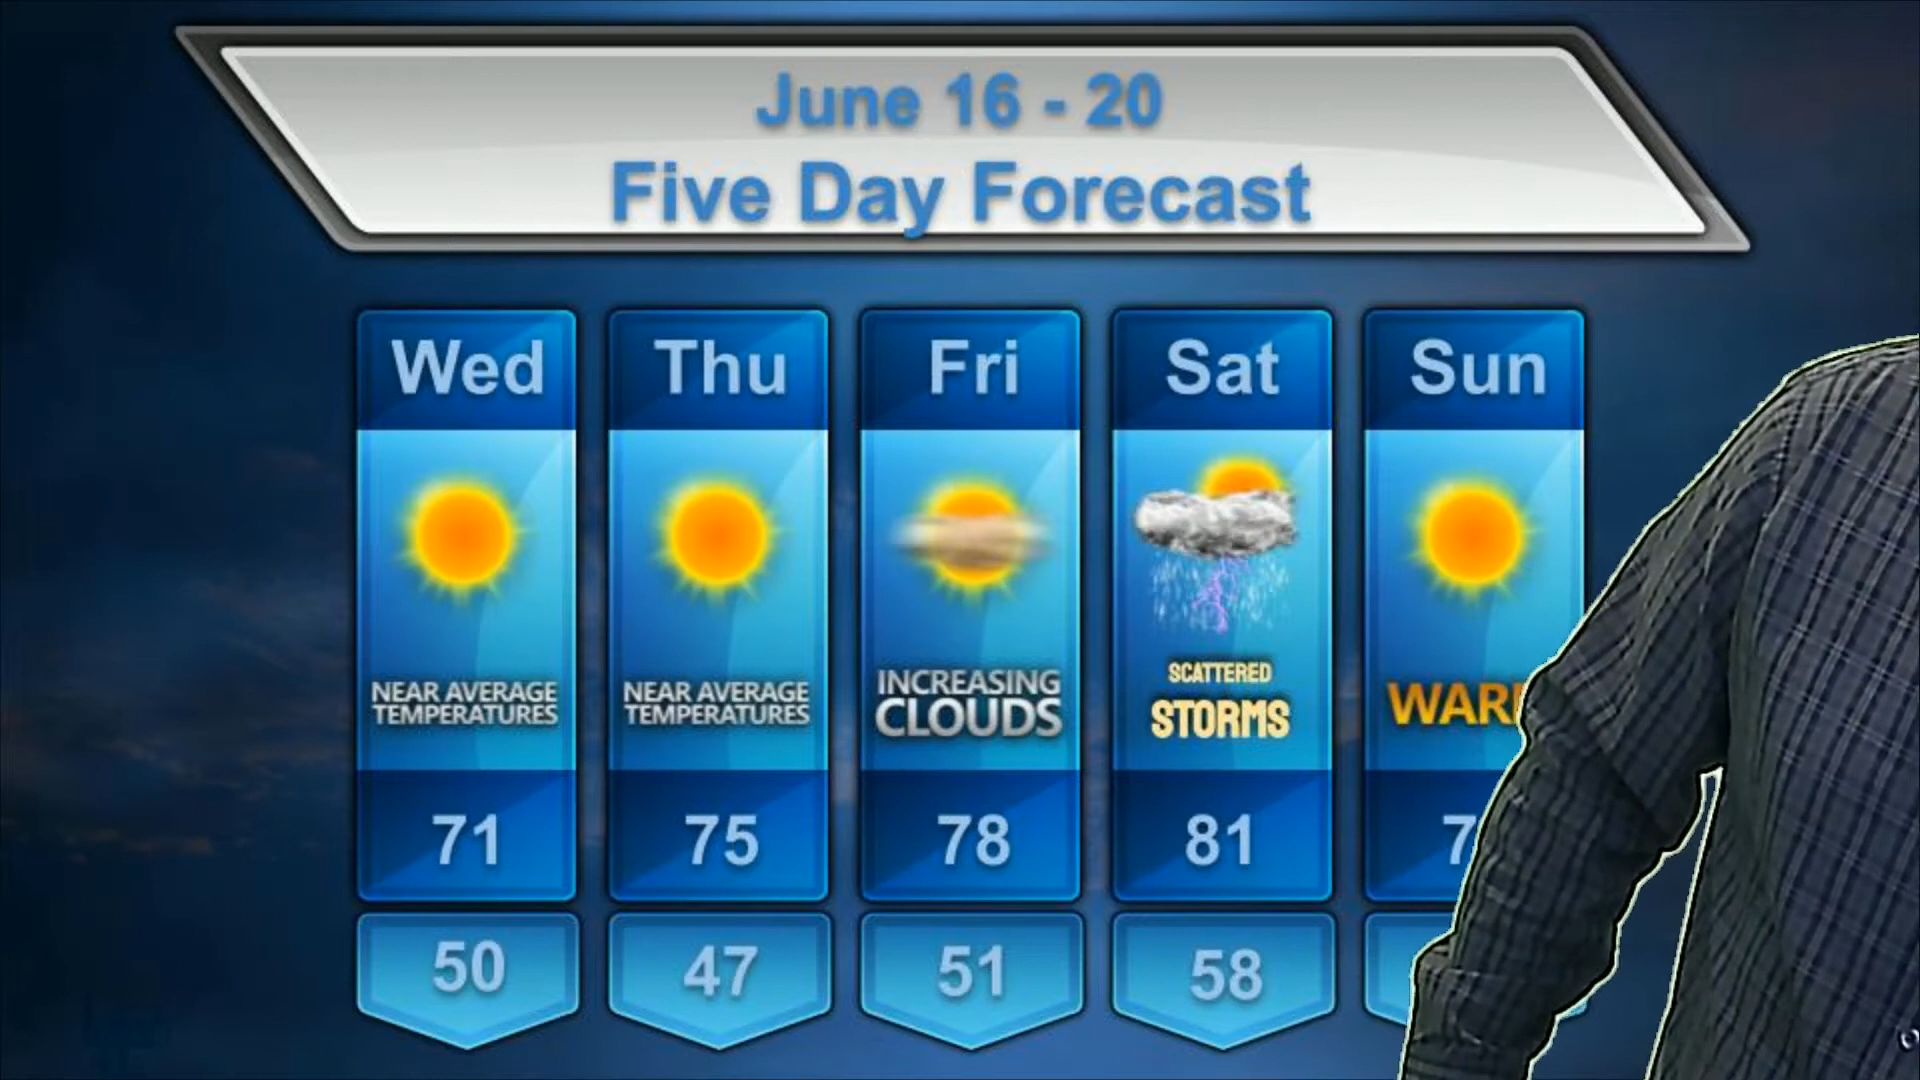 June 16 - 20
Five Day Forecast
Wed
Thu
Fri
Sat
Sun
NEAR AVERAGE
TEMPERATURES
NEAR AVERAGE
TEMPERATURES
INCREASING
CLOUDS
SCATTERED
STORMS
71
75
78
81
50
47
51
58